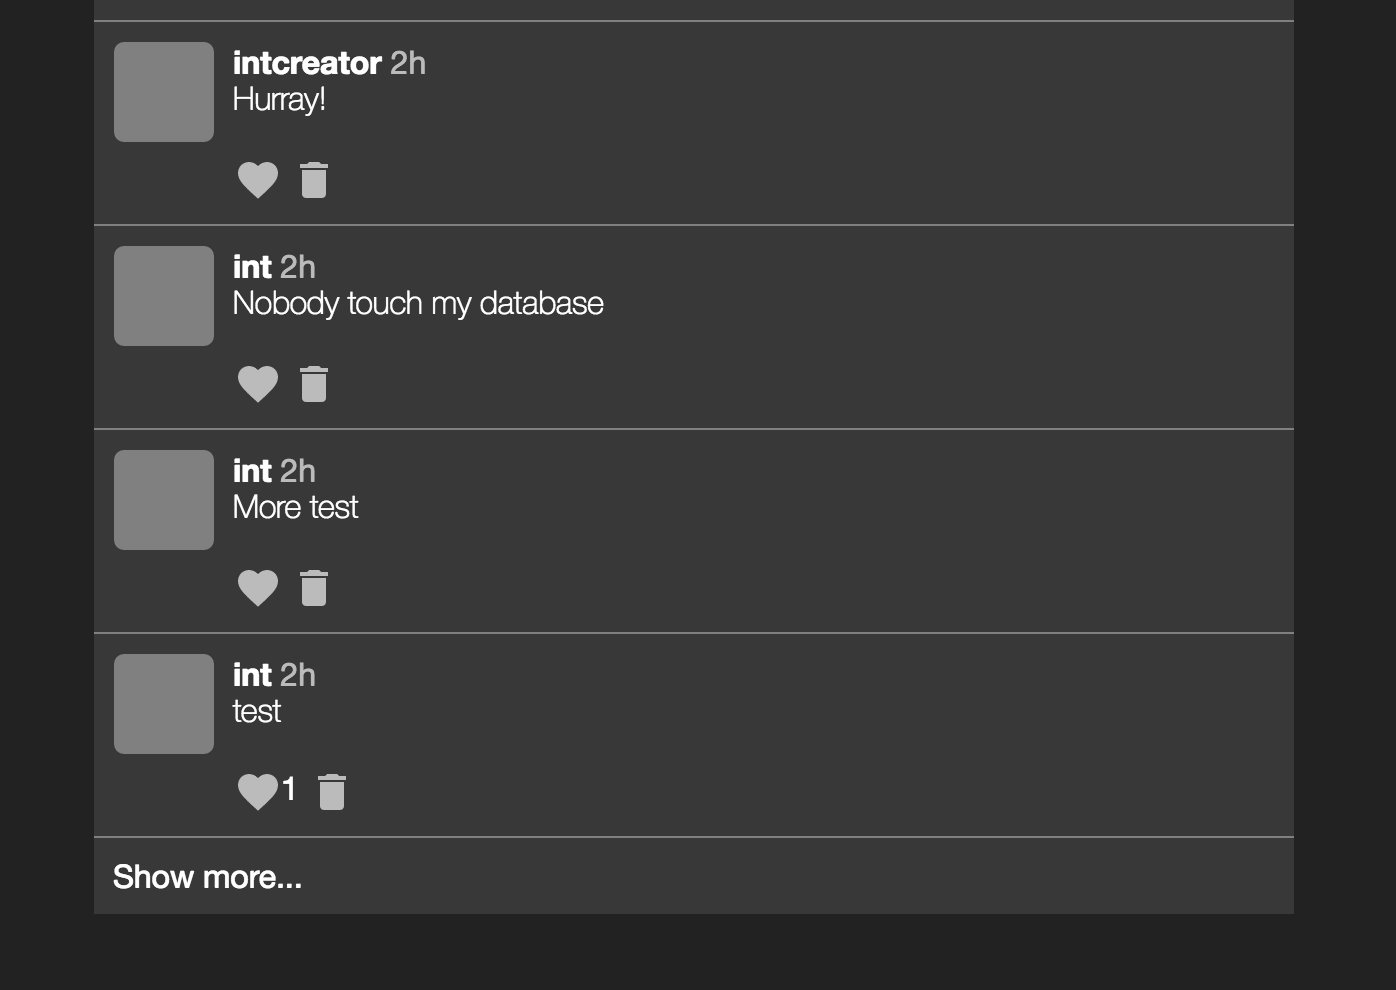 intcreator 2h
Hurray!
int 2h
Nobody touch my database
int 2h
More test
int 2h
test
1
Show more...